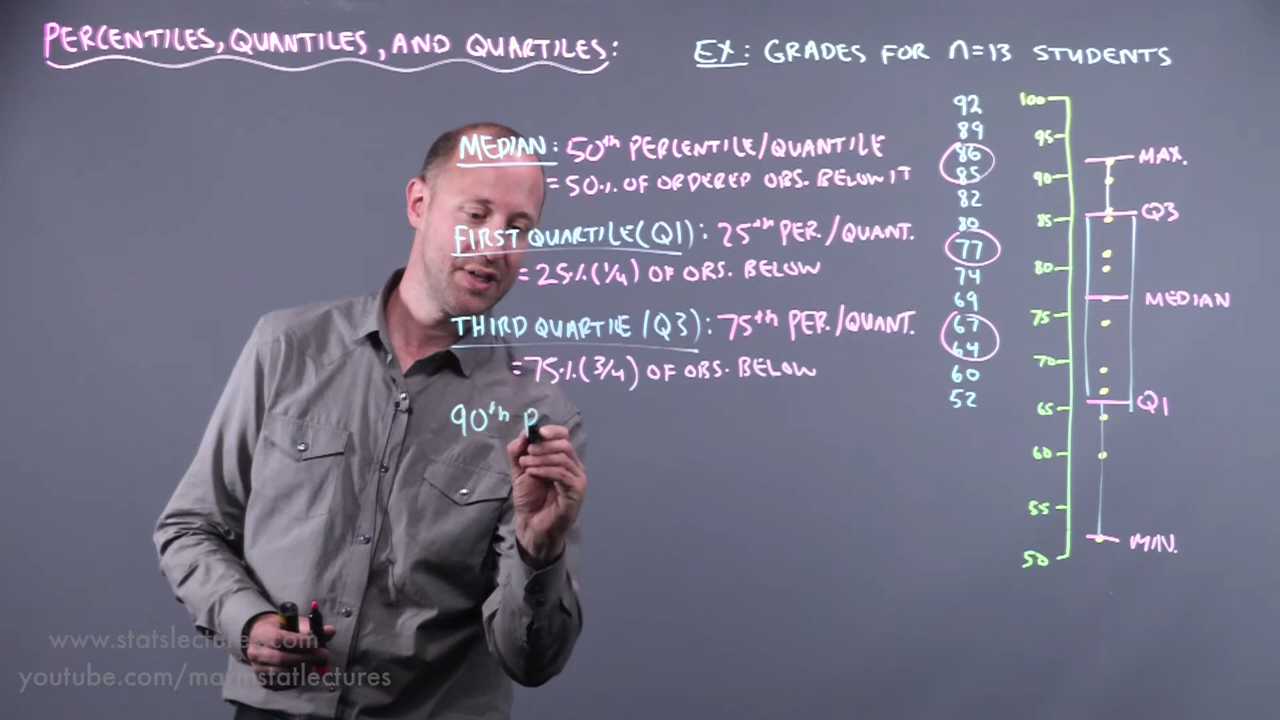 PERCENTILES, QUANTILES, AND QUARTILES:
MEDIAN: 50th PERCENTILE/QUANTILE
= 50% OF ORDERED OBS. BELOW IT
FIRST QUARTILE (Q1): 25th PER./QUANT.
= 25% (1/4) OF OBS. BELOW
THIRD QUARTILE (Q3): 75th PER./QUANT.
= 75% (3/4) OF OBS. BELOW
90th P
EX: GRADES FOR n=13 STUDENTS
92
89
86
85
82
80
77
74
69
67
64
60
52
100
95
90
85
80
75
70
65
60
55
50
MAX.
Q3
MEDIAN
Q1
MIN.
www.statslectures.com
youtube.com/marinstatlectures